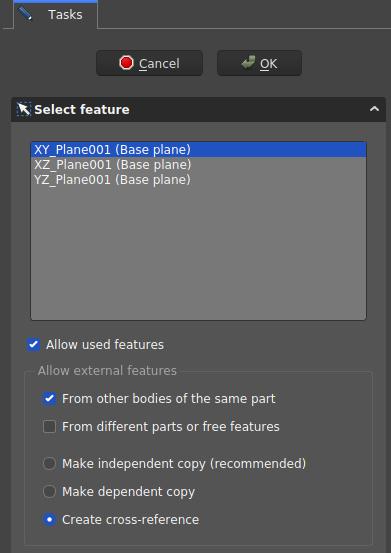 Tasks
Cancel
OK
Select feature
XY_Plane001 (Base plane)
XZ_Plane001 (Base plane)
YZ_Plane001 (Base plane)
Allow used features
Allow external features
From other bodies of the same part
From different parts or free features
Make independent copy (recommended)
Make dependent copy
Create cross-reference